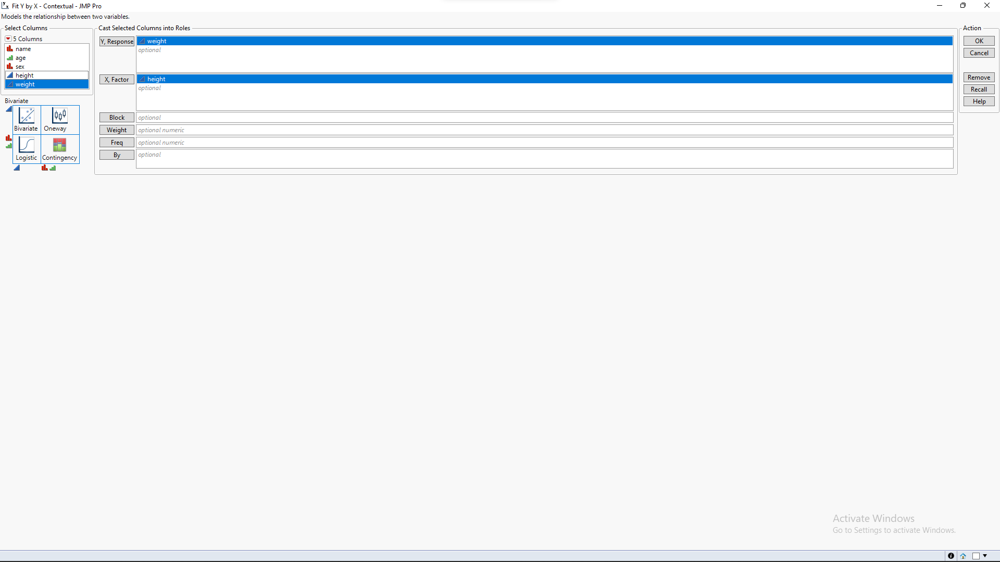 Fit Y by X - Contextual - JMP Pro
Models the relationship between two variables.
Select Columns
5 Columns
name
age
sex
height
weight
Bivariate
Bivariate
Oneway
Logistic
Contingency
Cast Selected Columns into Roles
Y, Response
weight
optional
X, Factor
height
optional
Block
optional
Weight
optional numeric
Freq
optional numeric
By
optional
Action
OK
Cancel
Remove
Recall
Help
Activate Windows
Go to Settings to activate Windows.